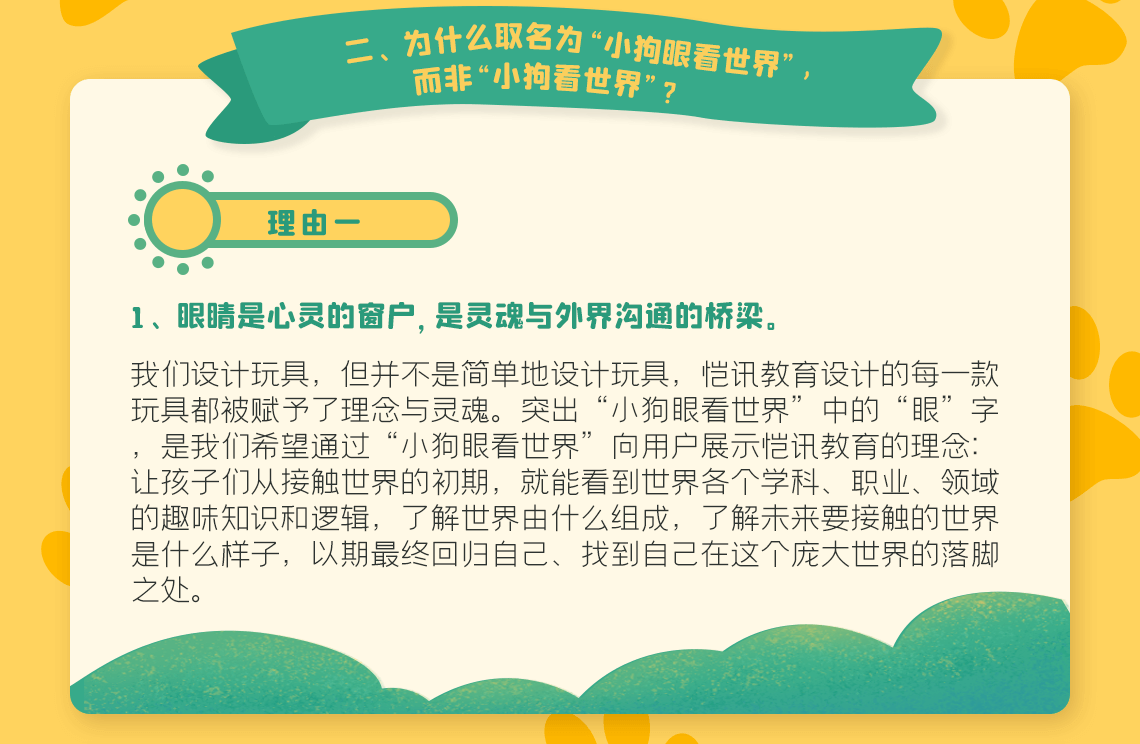 二、为什么取名为“小狗眼看世界”，
而非“小狗看世界”？
理由一
1、眼睛是心灵的窗户，是灵魂与外界沟通的桥梁。
我们设计玩具，但并不是简单地设计玩具，恺讯教育设计的每一款
玩具都被赋予了理念与灵魂。突出“小狗眼看世界”中的“眼”字
，是我们希望通过“小狗眼看世界”向用户展示恺讯教育的理念：
让孩子们从接触世界的初期，就能看到世界各个学科、职业、领域
的趣味知识和逻辑，了解世界由什么组成，了解未来要接触的世界
是什么样子，以期最终回归自己、找到自己在这个庞大世界的落脚
之处。